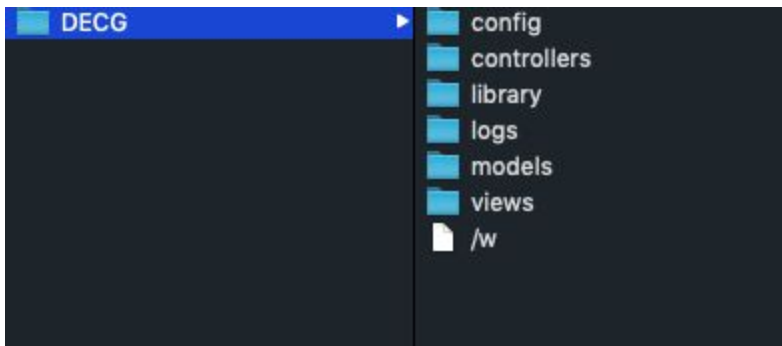 DECG
config
controllers
library
logs
models
views
/w